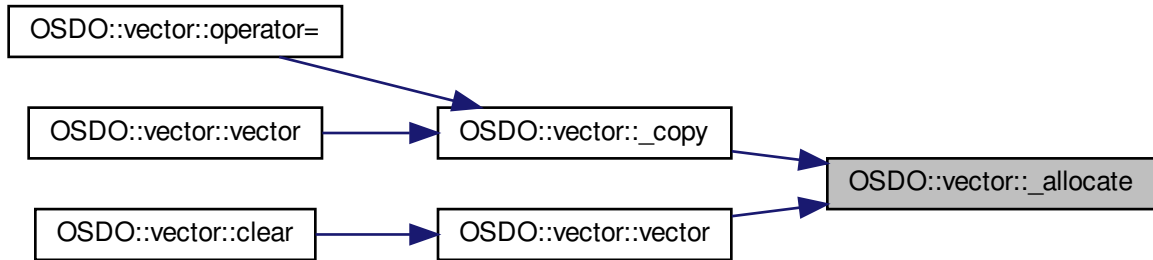 OSDO::vector::operator=
OSDO::vector::vector
OSDO::vector::_copy
OSDO::vector::_allocate
OSDO::vector::clear
OSDO::vector::vector